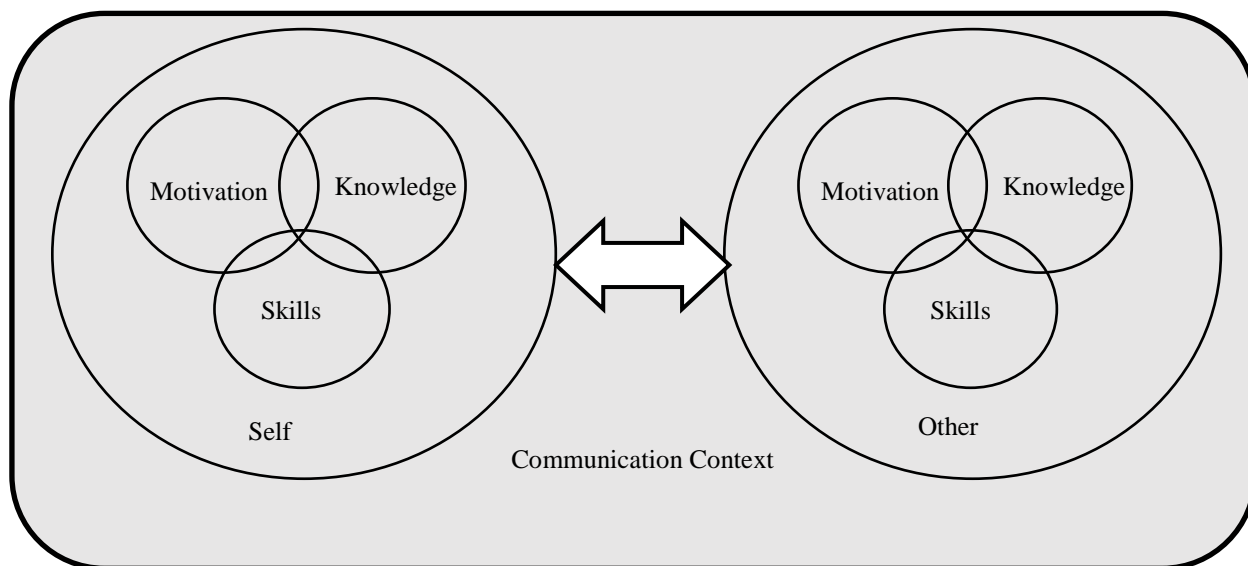 Motivation
Knowledge
Skills
Self
Motivation
Knowledge
Skills
Other
Communication Context